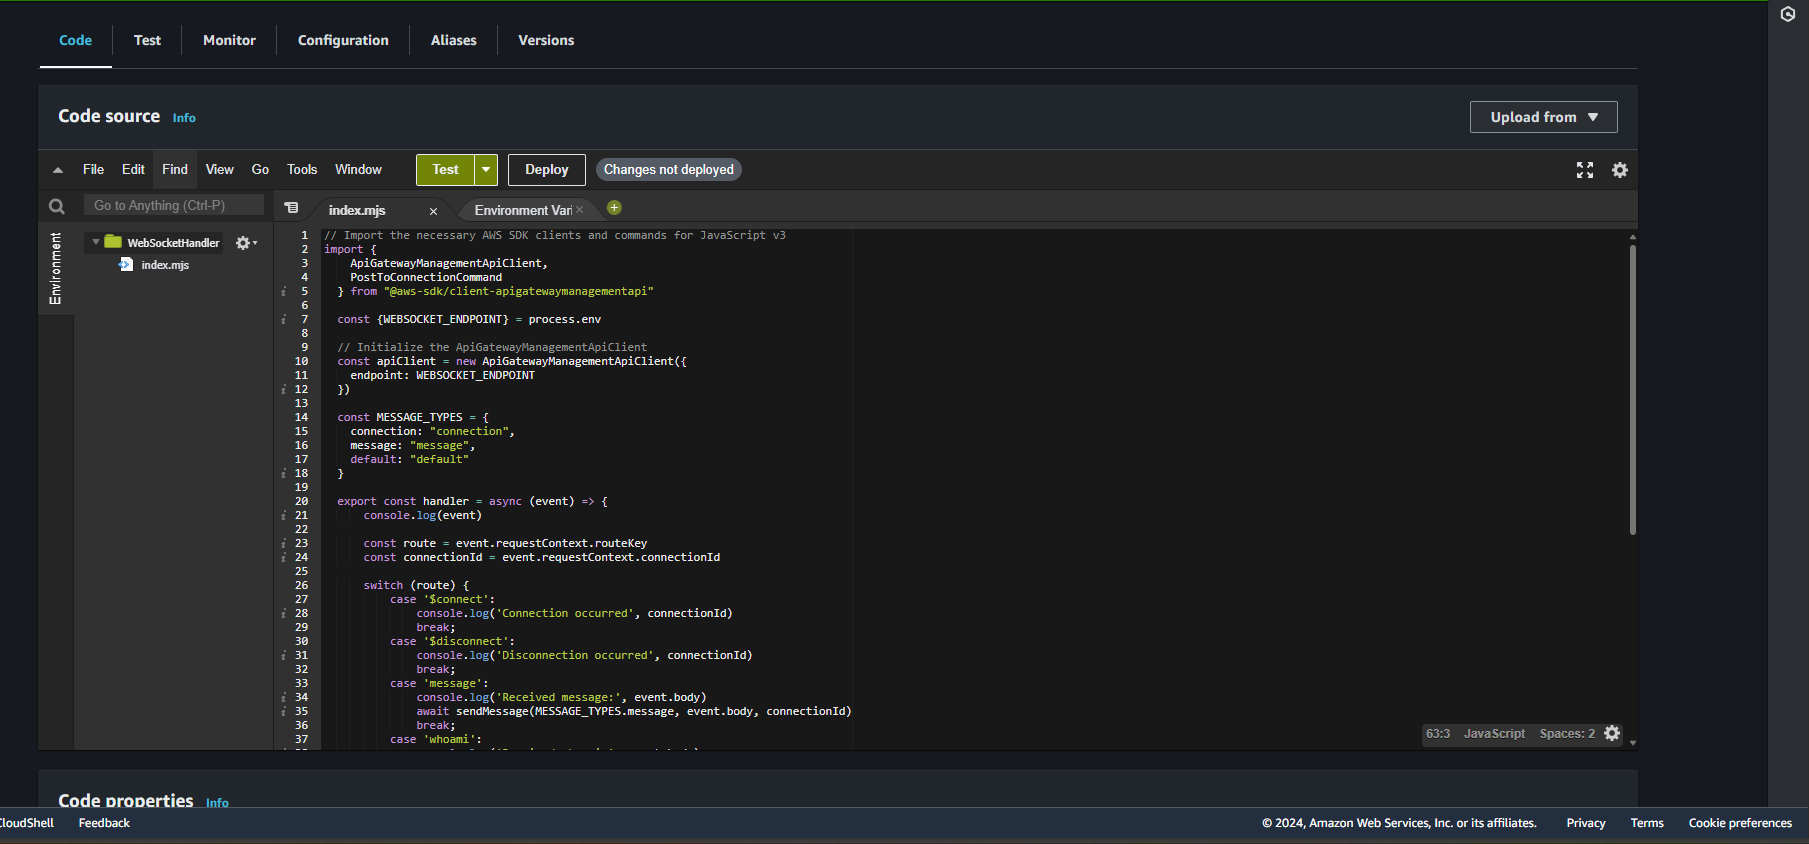 Code
Test
Monitor
Configuration
Aliases
Versions
Code source Info
Upload from
File Edit Find View Go Tools Window Test Deploy Changes not deployed
Go to Anything (Ctrl-P)
index.mjs
Environment Vari
Environment
WebSocketHandler
index.mjs
1 // Import the necessary AWS SDK clients and commands for JavaScript v3
2 import {
3 ApiGatewayManagementApiClient,
4 PostToConnectionCommand
5 } from "@aws-sdk/client-apigatewaymanagementapi"
6
7 const {WEBSOCKET_ENDPOINT} = process.env
8
9 // Initialize the ApiGatewayManagementApiClient
10 const apiClient = new ApiGatewayManagementApiClient({
11 endpoint: WEBSOCKET_ENDPOINT
12 })
13
14 const MESSAGE_TYPES = {
15 connection: "connection",
16 message: "message",
17 default: "default"
18 }
19
20 export const handler = async (event) => {
21 console.log(event)
22
23 const route = event.requestContext.routeKey
24 const connectionId = event.requestContext.connectionId
25
26 switch (route) {
27 case '$connect':
28 console.log('Connection occurred', connectionId)
29 break;
30 case '$disconnect':
31 console.log('Disconnection occurred', connectionId)
32 break;
33 case 'message':
34 console.log('Received message:', event.body)
35 await sendMessage(MESSAGE_TYPES.message, event.body, connectionId)
36 break;
37 case 'whoami':
63:3 JavaScript Spaces: 2
Code properties Info
CloudShell Feedback
© 2024, Amazon Web Services, Inc. or its affiliates. Privacy Terms Cookie preferences